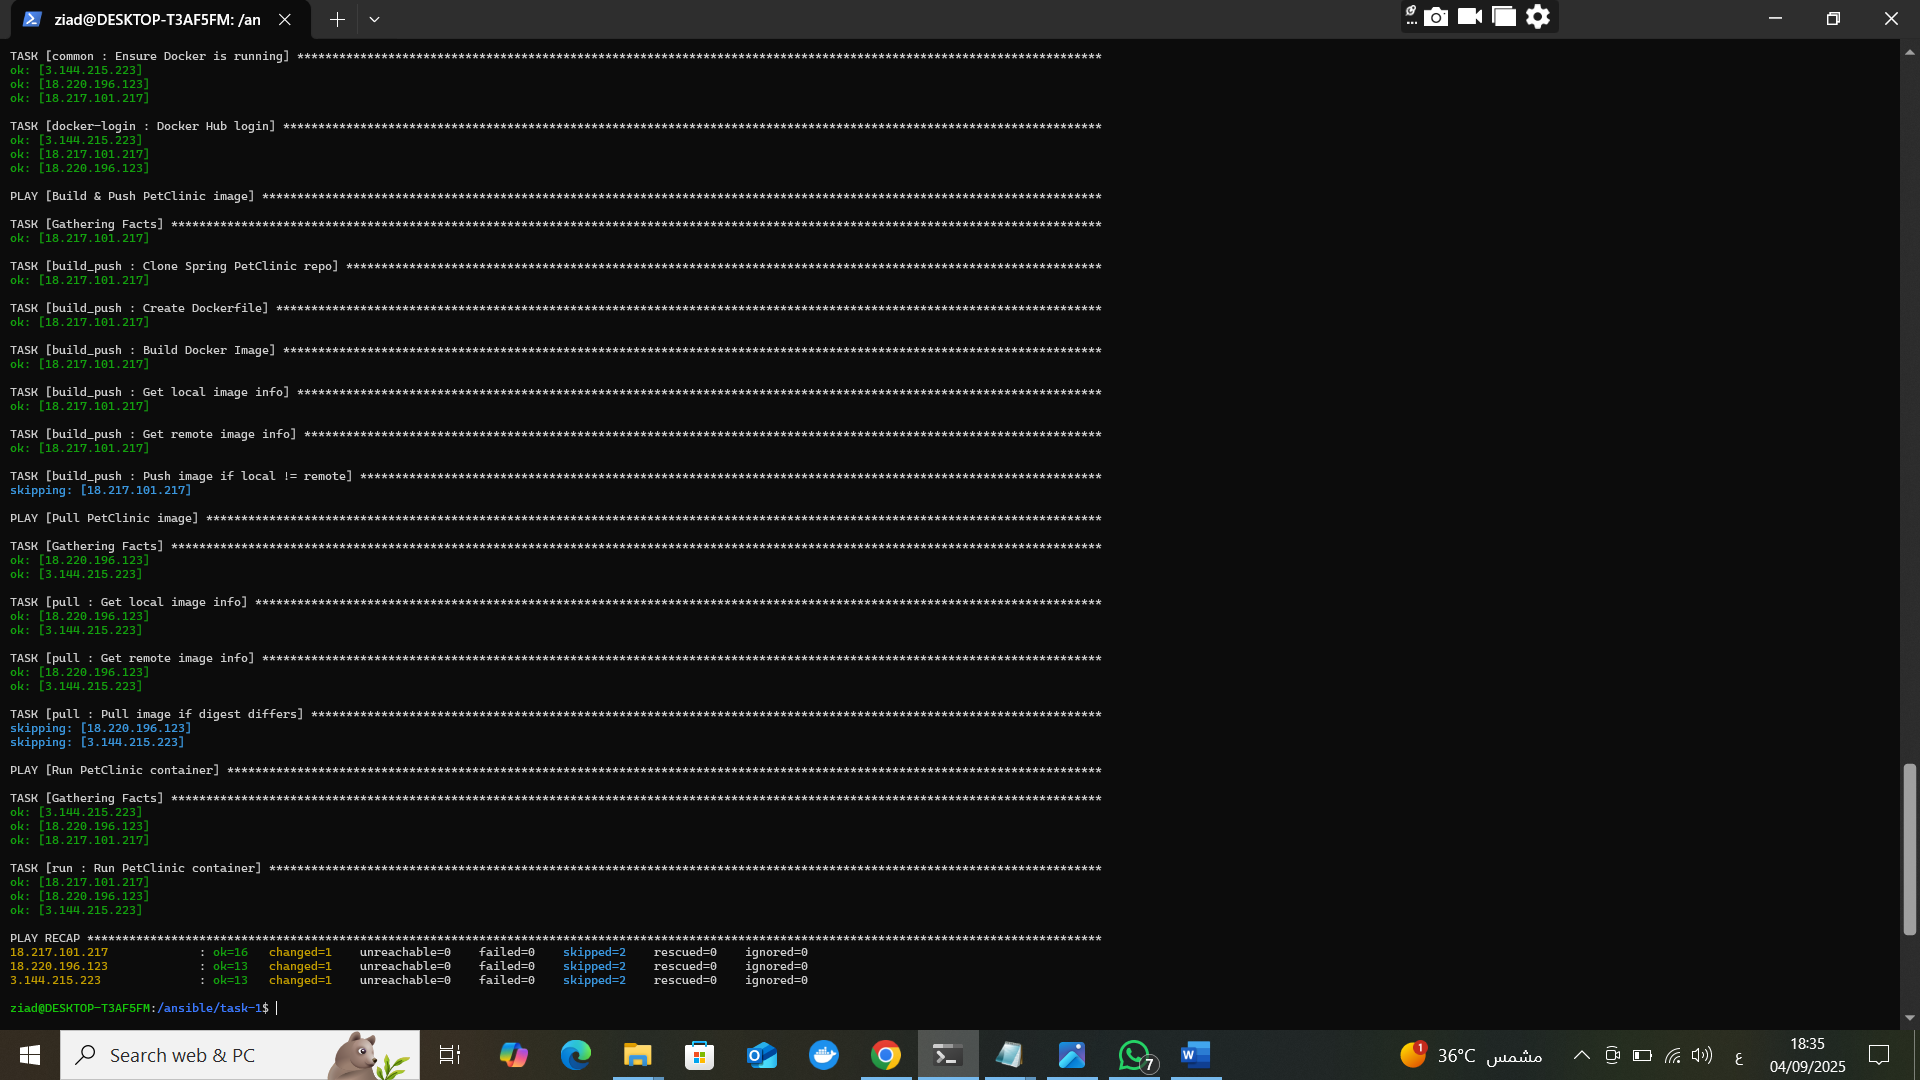 ziad@DESKTOP-T3AF5FM: /an
TASK [common : Ensure Docker is running] *******************************************************************************************************************
ok: [3.144.215.223]
ok: [18.220.196.123]
ok: [18.217.101.217]
TASK [docker-login : Docker Hub login] *********************************************************************************************************************
ok: [3.144.215.223]
ok: [18.217.101.217]
ok: [18.220.196.123]
PLAY [Build & Push PetClinic image] ************************************************************************************************************************
TASK [Gathering Facts] *************************************************************************************************************************************
ok: [18.217.101.217]
TASK [build_push : Clone Spring PetClinic repo] ************************************************************************************************************
ok: [18.217.101.217]
TASK [build_push : Create Dockerfile] **********************************************************************************************************************
ok: [18.217.101.217]
TASK [build_push : Build Docker Image] *********************************************************************************************************************
ok: [18.217.101.217]
TASK [build_push : Get local image info] *******************************************************************************************************************
ok: [18.217.101.217]
TASK [build_push : Get remote image info] ******************************************************************************************************************
ok: [18.217.101.217]
TASK [build_push : Push image if local != remote] **********************************************************************************************************
skipping: [18.217.101.217]
PLAY [Pull PetClinic image] ********************************************************************************************************************************
TASK [Gathering Facts] *************************************************************************************************************************************
ok: [18.220.196.123]
ok: [3.144.215.223]
TASK [pull : Get local image info] *************************************************************************************************************************
ok: [18.220.196.123]
ok: [3.144.215.223]
TASK [pull : Get remote image info] ************************************************************************************************************************
ok: [18.220.196.123]
ok: [3.144.215.223]
TASK [pull : Pull image if digest differs] *****************************************************************************************************************
skipping: [18.220.196.123]
skipping: [3.144.215.223]
PLAY [Run PetClinic container] *****************************************************************************************************************************
TASK [Gathering Facts] *************************************************************************************************************************************
ok: [3.144.215.223]
ok: [18.220.196.123]
ok: [18.217.101.217]
TASK [run : Run PetClinic container] ***********************************************************************************************************************
ok: [18.217.101.217]
ok: [18.220.196.123]
ok: [3.144.215.223]
PLAY RECAP *************************************************************************************************************************************************
18.217.101.217             : ok=16   changed=1    unreachable=0    failed=0    skipped=2    rescued=0    ignored=0
18.220.196.123             : ok=13   changed=1    unreachable=0    failed=0    skipped=2    rescued=0    ignored=0
3.144.215.223              : ok=13   changed=1    unreachable=0    failed=0    skipped=2    rescued=0    ignored=0
ziad@DESKTOP-T3AF5FM:/ansible/task-1$
Search web & PC
7
1
36°C مشمس
ع
18:35
04/09/2025